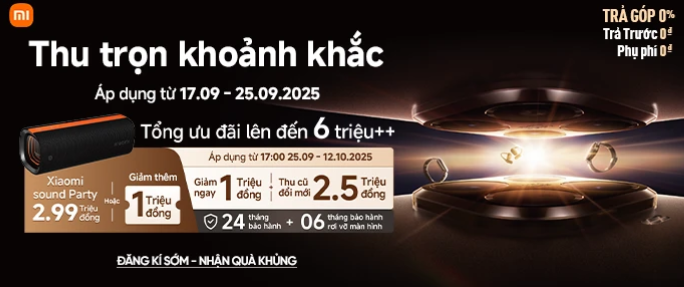 mi
TRẢ GÓP 0%
Trả Trước 0đ
Phụ phí 0đ
Thu trọn khoảnh khắc
Áp dụng từ 17.09 - 25.09.2025
Tổng ưu đãi lên đến 6 triệu++
Xiaomi
sound Party
2.99 Triệu đồng
Hoặc
Giảm thêm
1 Triệu đồng
Áp dụng từ 17:00 25.09 - 12.10.2025
Giảm ngay 1 Triệu đồng
Thu cũ đổi mới 2.5 Triệu đồng
24 tháng bảo hành + 06 tháng bảo hành rơi vỡ màn hình
ĐĂNG KÍ SỚM - NHẬN QUÀ KHỦNG